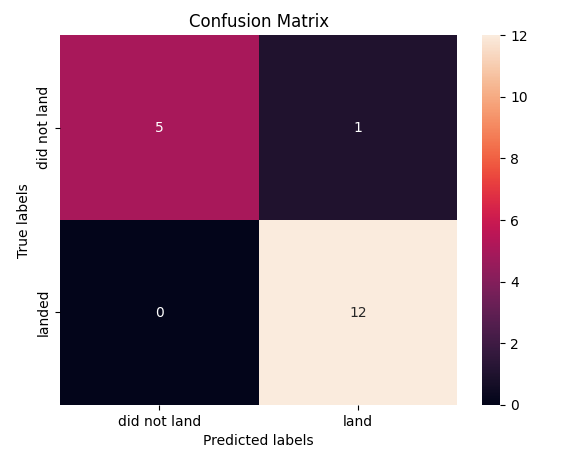 Confusion Matrix
True labels
did not land
landed
5
1
0
12
did not land
land
Predicted labels
12
10
8
6
4
2
0